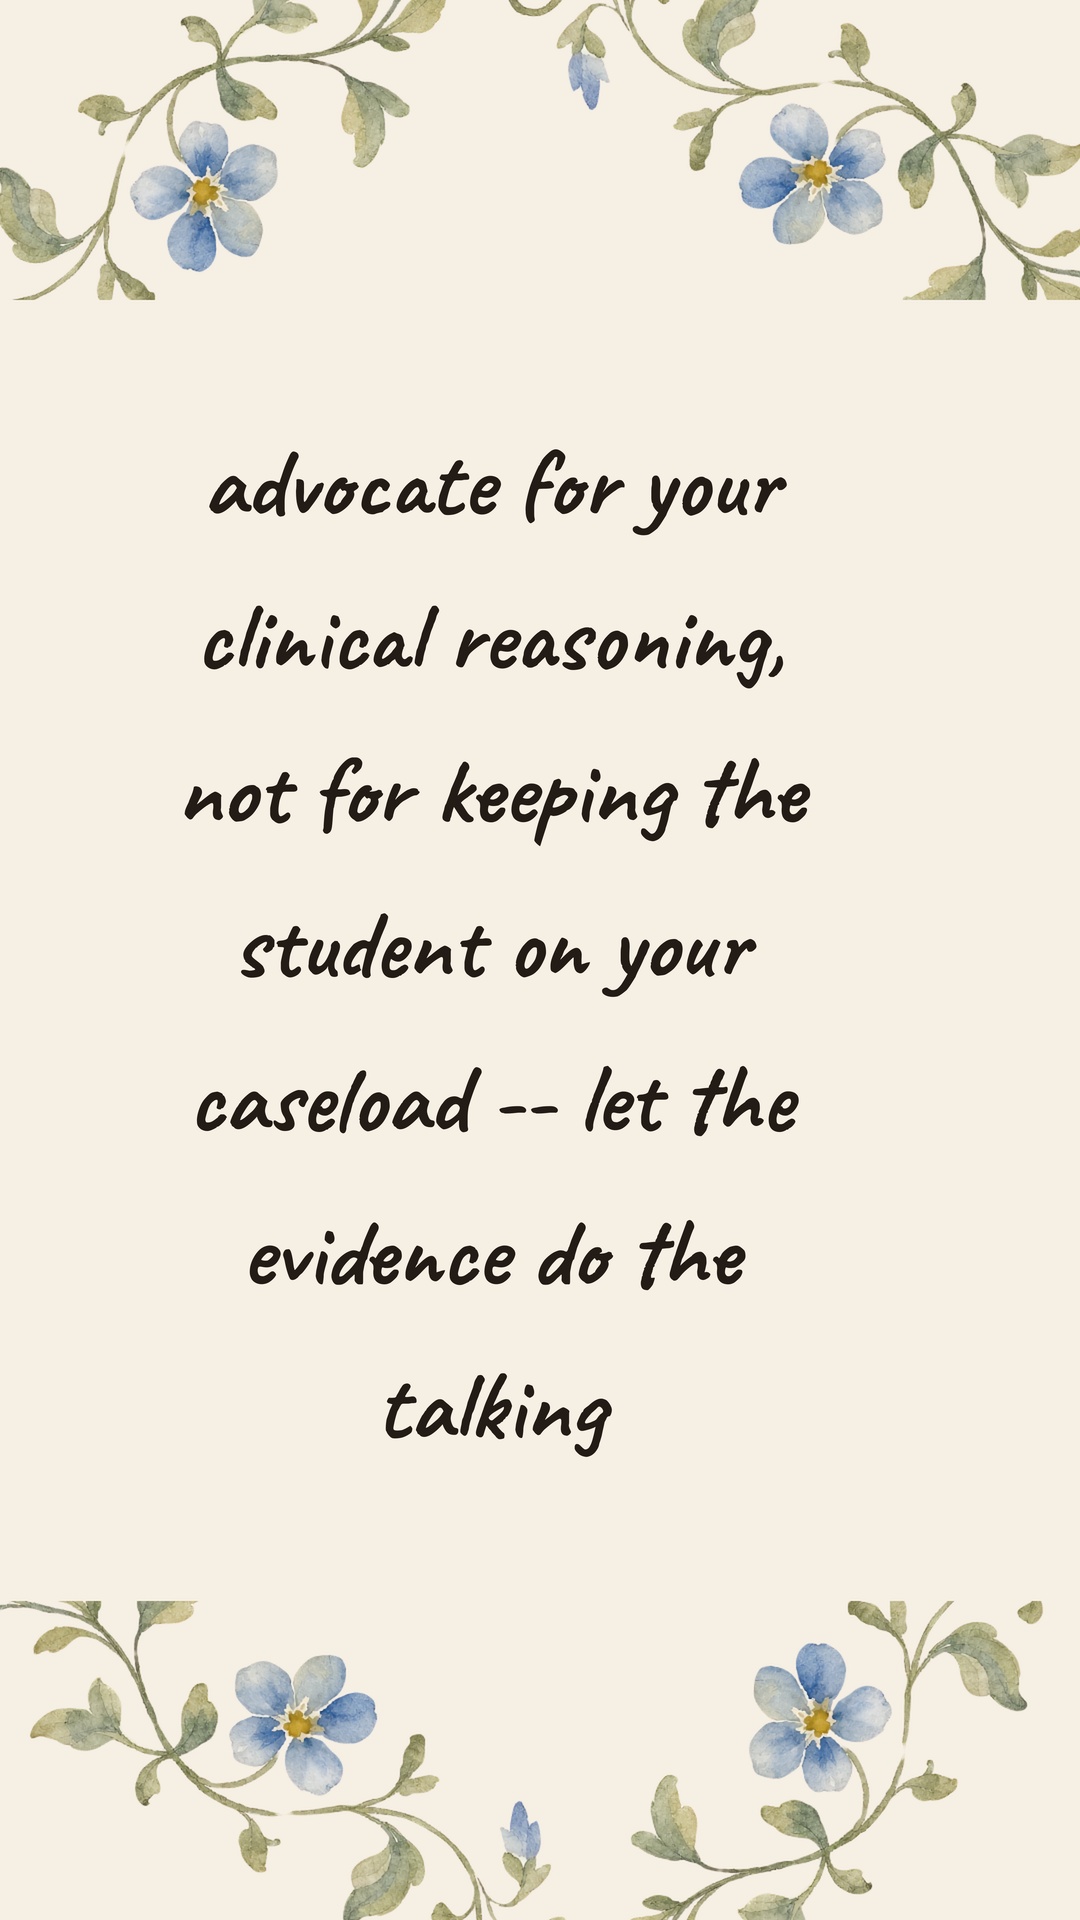 advocate for your
clinical reasoning,
not for keeping the
student on your
caseload -- let the
evidence do the
talking